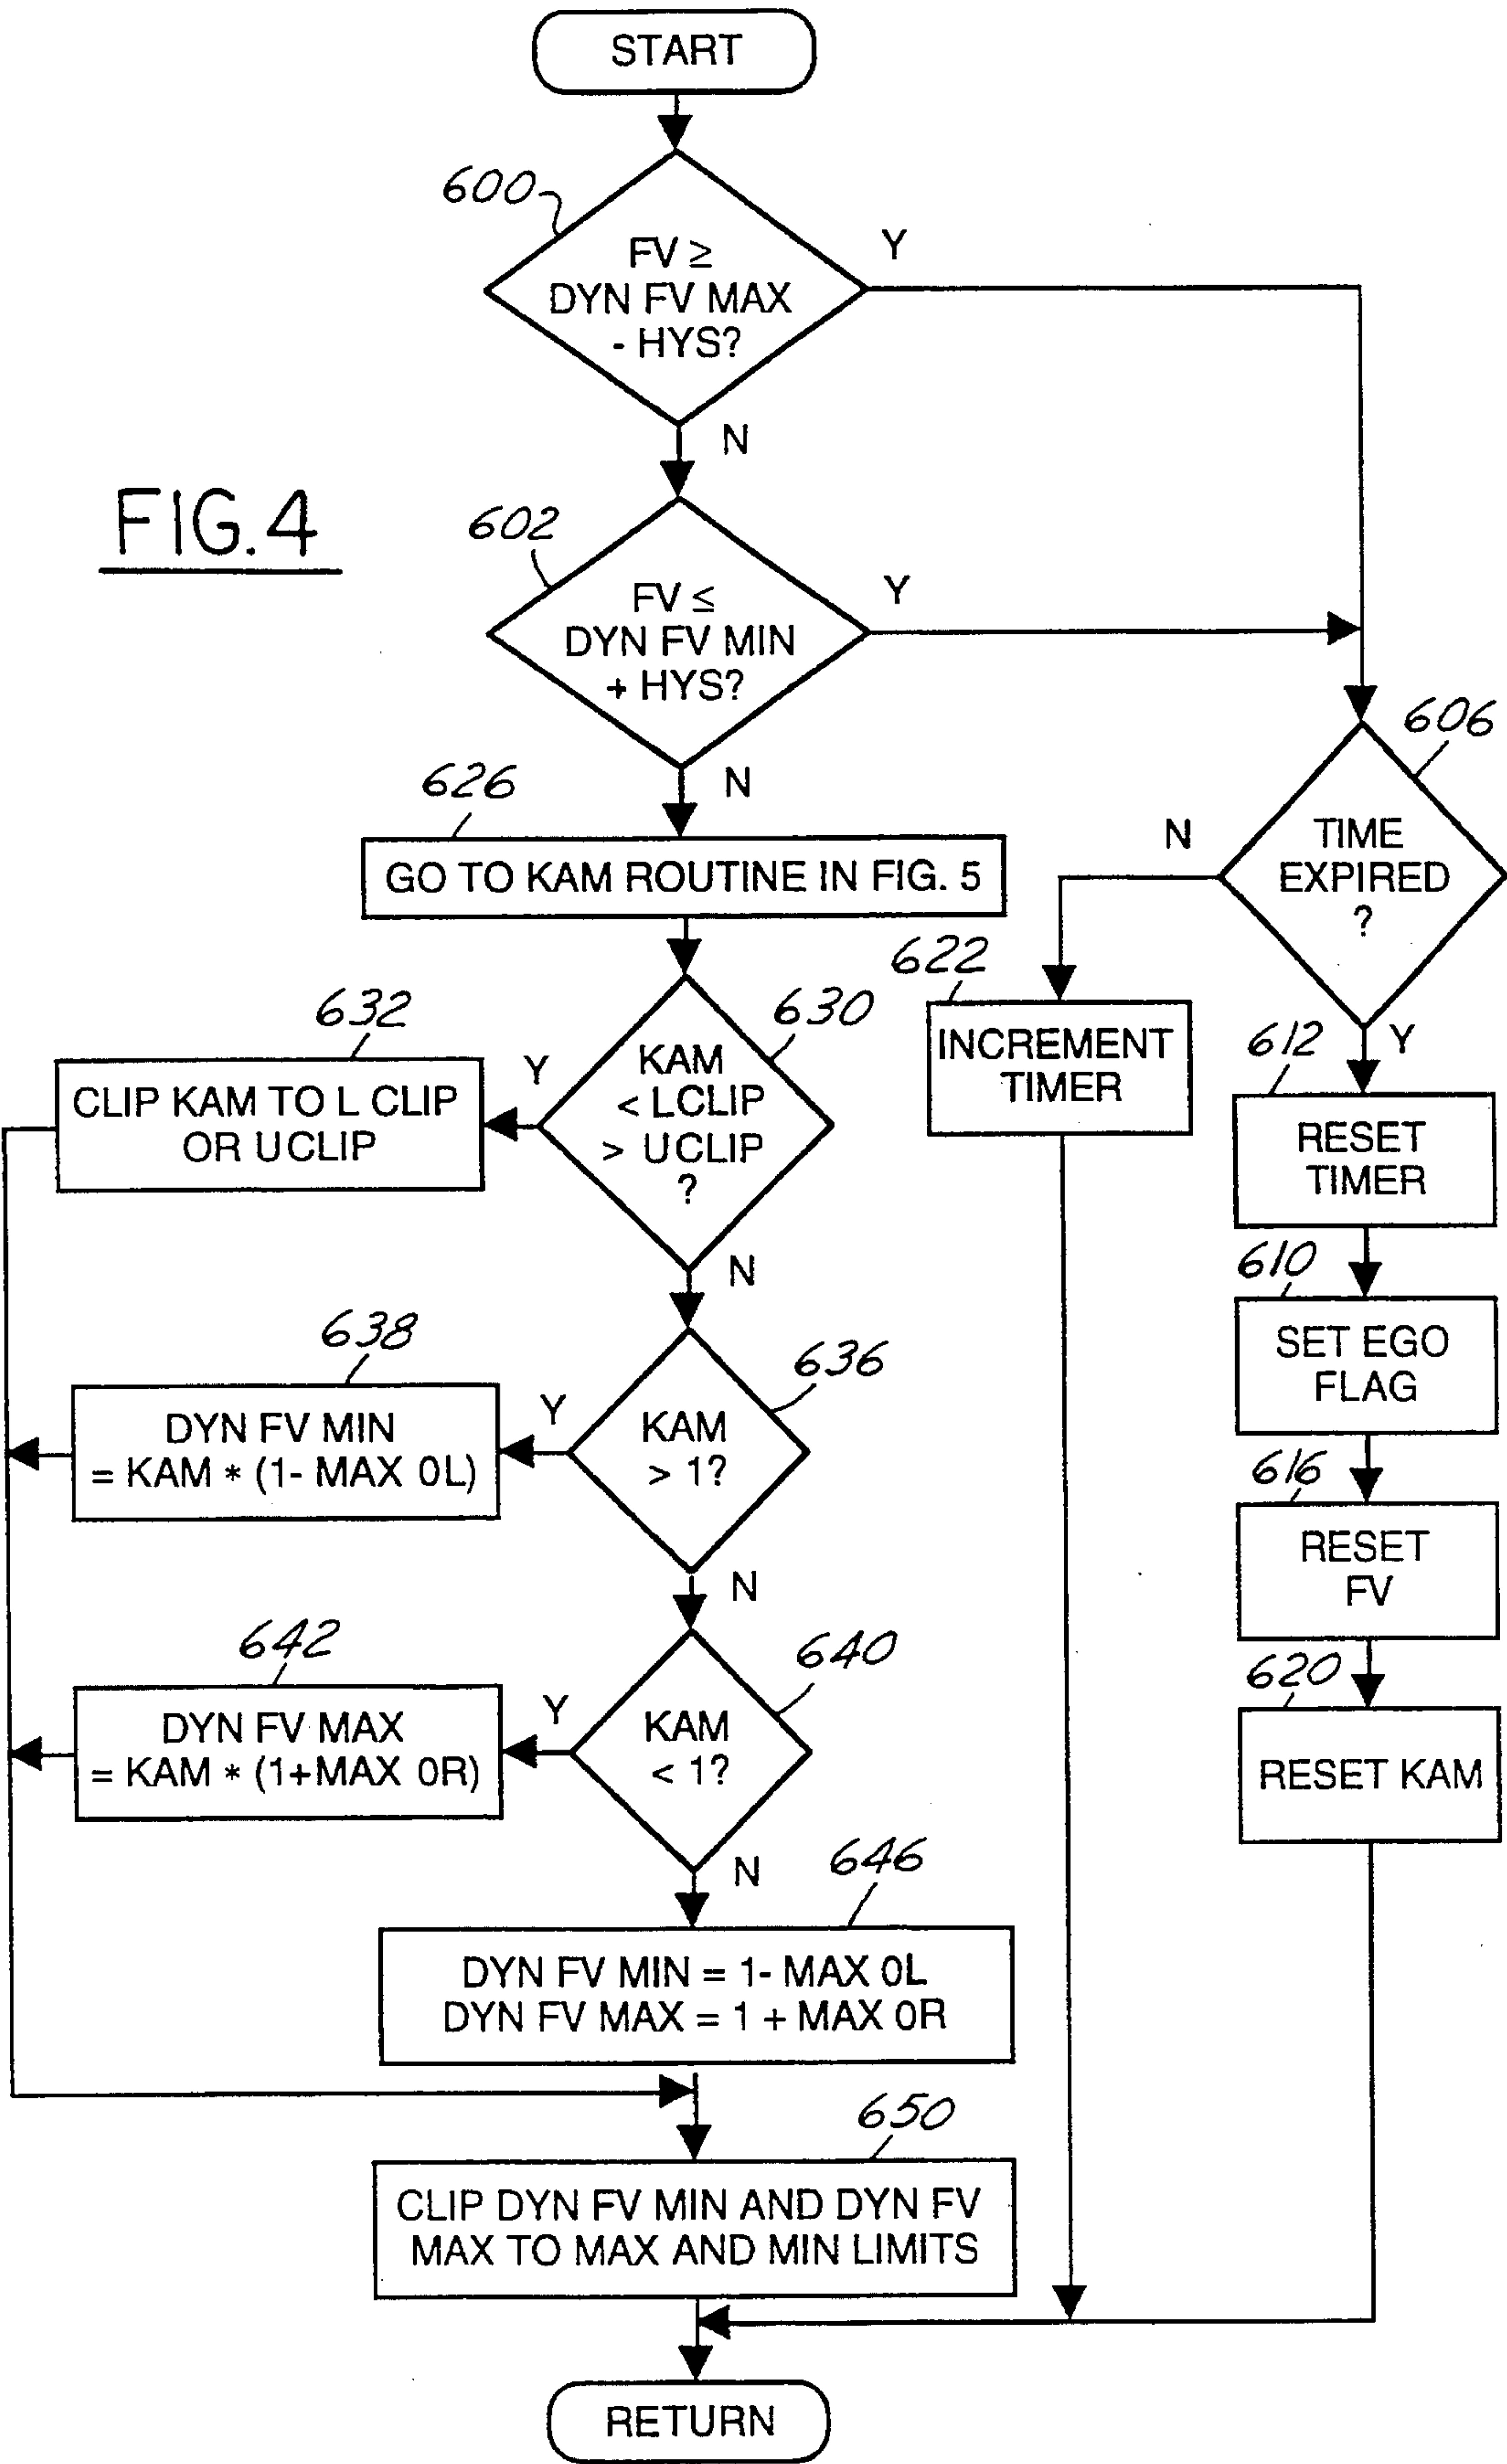 START
600
FV ≥
DYN FV MAX
- HYS?
Y
N
FIG.4
602
FV ≤
DYN FV MIN
+ HYS?
Y
N
606
TIME
EXPIRED
?
N
Y
626
GO TO KAM ROUTINE IN FIG. 5
622
INCREMENT
TIMER
612
RESET
TIMER
630
KAM
< LCLIP
> UCLIP
?
Y
N
632
CLIP KAM TO L CLIP
OR UCLIP
610
SET EGO
FLAG
636
KAM
> 1?
Y
N
638
DYN FV MIN
= KAM * (1- MAX 0L)
616
RESET
FV
640
KAM
< 1?
Y
N
642
DYN FV MAX
= KAM * (1+MAX 0R)
620
RESET KAM
646
DYN FV MIN = 1- MAX 0L
DYN FV MAX = 1 + MAX 0R
650
CLIP DYN FV MIN AND DYN FV
MAX TO MAX AND MIN LIMITS
RETURN